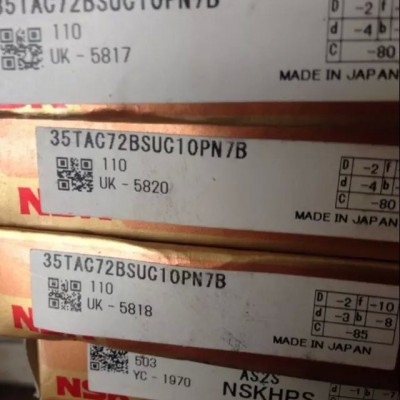 35TAC72BSUC10PN7B
110
UK - 5817
D -2 f
d -4 b
C -80
MADE IN JAPAN
35TAC72BSUC10PN7B
110
UK - 5820
D -2 f
d -4 b
C -80
MADE IN JAPAN
35TAC72BSUC10PN7B
110
UK - 5818
D -2 f -10
d -3 b -8
C -85
MADE IN JAPAN
503
YC - 1970
AS2S
NSKHPS